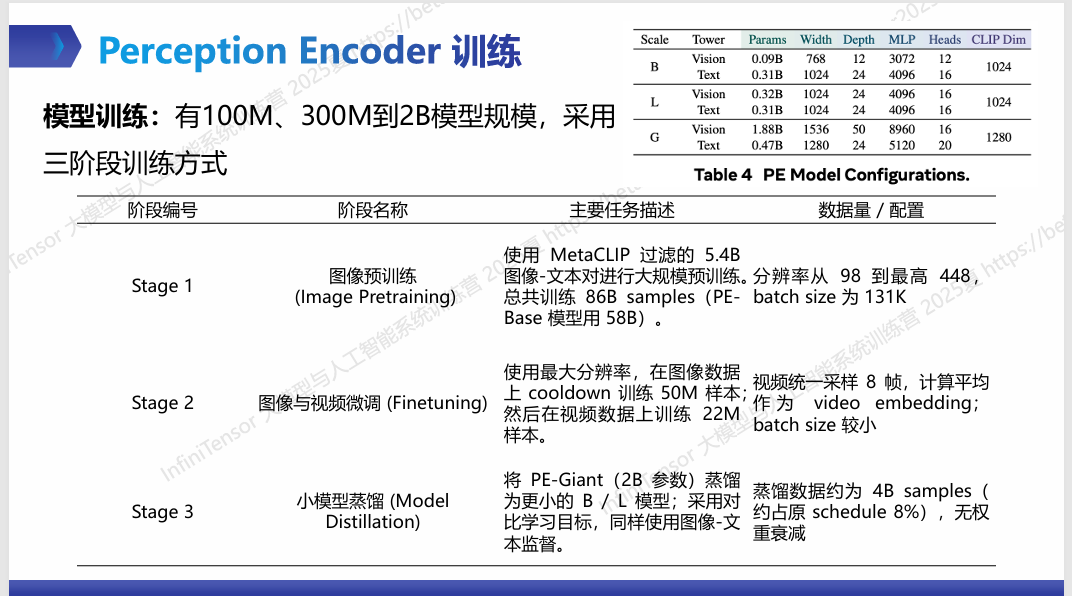 Perception Encoder 训练
模型训练：有100M、300M到2B模型规模，采用
三阶段训练方式
Scale Tower Params Width Depth MLP Heads CLIP Dim
B Vision 0.09B 768 12 3072 12 1024
Text 0.31B 1024 24 4096 16
L Vision 0.32B 1024 24 4096 16 1024
Text 0.31B 1024 24 4096 16
G Vision 1.88B 1536 50 8960 16 1280
Text 0.47B 1280 24 5120 20
Table 4 PE Model Configurations.
阶段编号 阶段名称 主要任务描述 数据量 / 配置
Stage 1
图像预训练
(Image Pretraining)
使用 MetaCLIP 过滤的 5.4B
图像-文本对进行大规模预训练。
总共训练 86B samples（PE-
Base 模型用 58B）。
分辨率从 98 到最高 448，
batch size 为 131K
Stage 2
图像与视频微调 (Finetuning)
使用最大分辨率，在图像数据
上 cooldown 训练 50M 样本；
然后在视频数据上训练 22M
样本。
视频统一采样 8 帧，计算平均
作为 video embedding；
batch size 较小
Stage 3
小模型蒸馏 (Model
Distillation)
将 PE-Giant（2B 参数）蒸馏
为更小的 B / L 模型；采用对
比学习目标，同样使用图像-文
本监督。
蒸馏数据约为 4B samples（
约占原 schedule 8%），无权
重衰减
InfiniTensor 大模型与人工智能系统训练营 2025夏 https://be